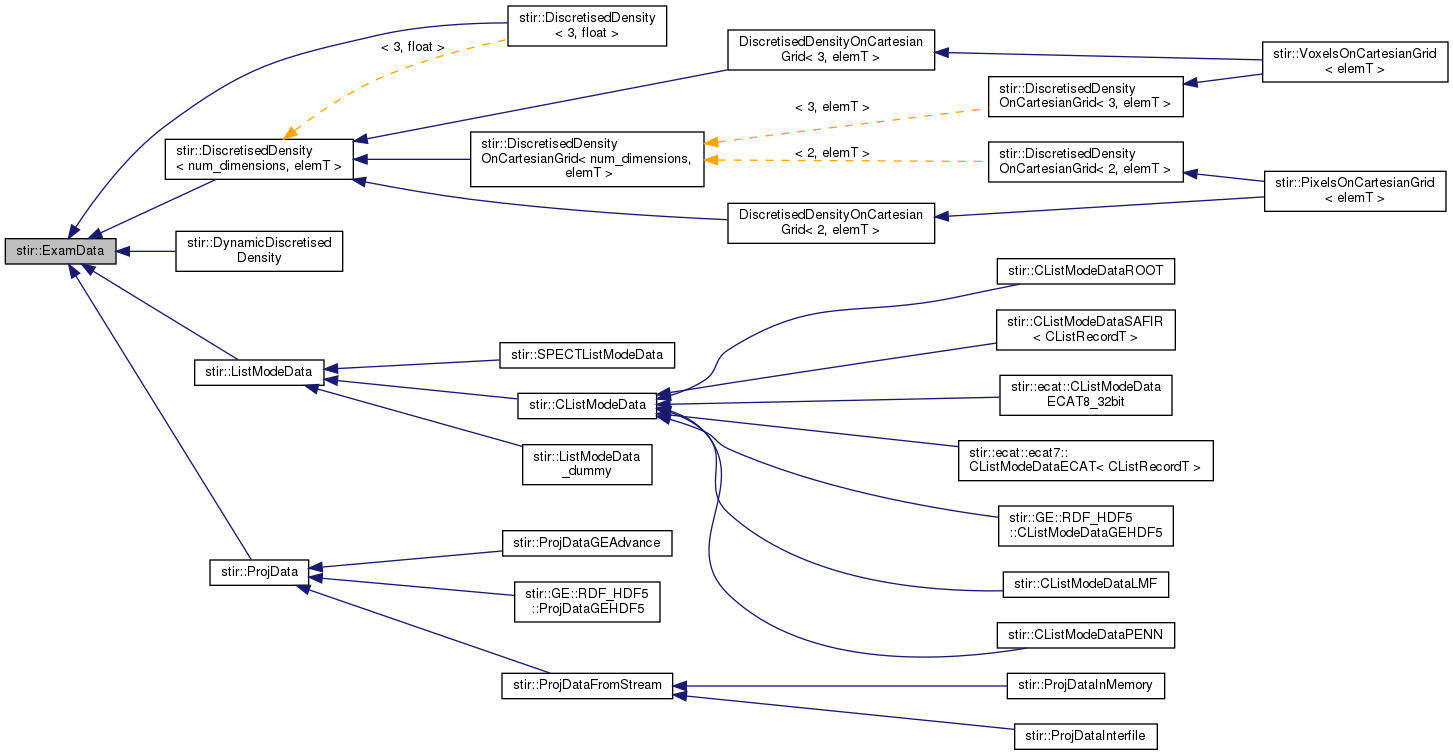 stir::DiscretisedDensity
< 3, float >
< 3, float >
DiscretisedDensityOnCartesian
Grid< 3, elemT >
stir::VoxelsOnCartesianGrid
< elemT >
stir::DiscretisedDensity
OnCartesianGrid< 3, elemT >
< 3, elemT >
stir::DiscretisedDensity
< num_dimensions, elemT >
stir::DiscretisedDensity
OnCartesianGrid< num_dimensions,
elemT >
< 2, elemT >
stir::DiscretisedDensity
OnCartesianGrid< 2, elemT >
stir::PixelsOnCartesianGrid
< elemT >
DiscretisedDensityOnCartesian
Grid< 2, elemT >
stir::ExamData
stir::DynamicDiscretised
Density
stir::CListModeDataROOT
stir::CListModeDataSAFIR
< CListRecordT >
stir::SPECTListModeData
stir::ListModeData
stir::CListModeData
stir::ecat::CListModeData
ECAT8_32bit
stir::ListModeData
_dummy
stir::ecat::ecat7::
CListModeDataECAT< CListRecordT >
stir::GE::RDF_HDF5
::CListModeDataGEHDF5
stir::ProjDataGEAdvance
stir::ProjData
stir::GE::RDF_HDF5
::ProjDataGEHDF5
stir::CListModeDataLMF
stir::CListModeDataPENN
stir::ProjDataFromStream
stir::ProjDataInMemory
stir::ProjDataInterfile